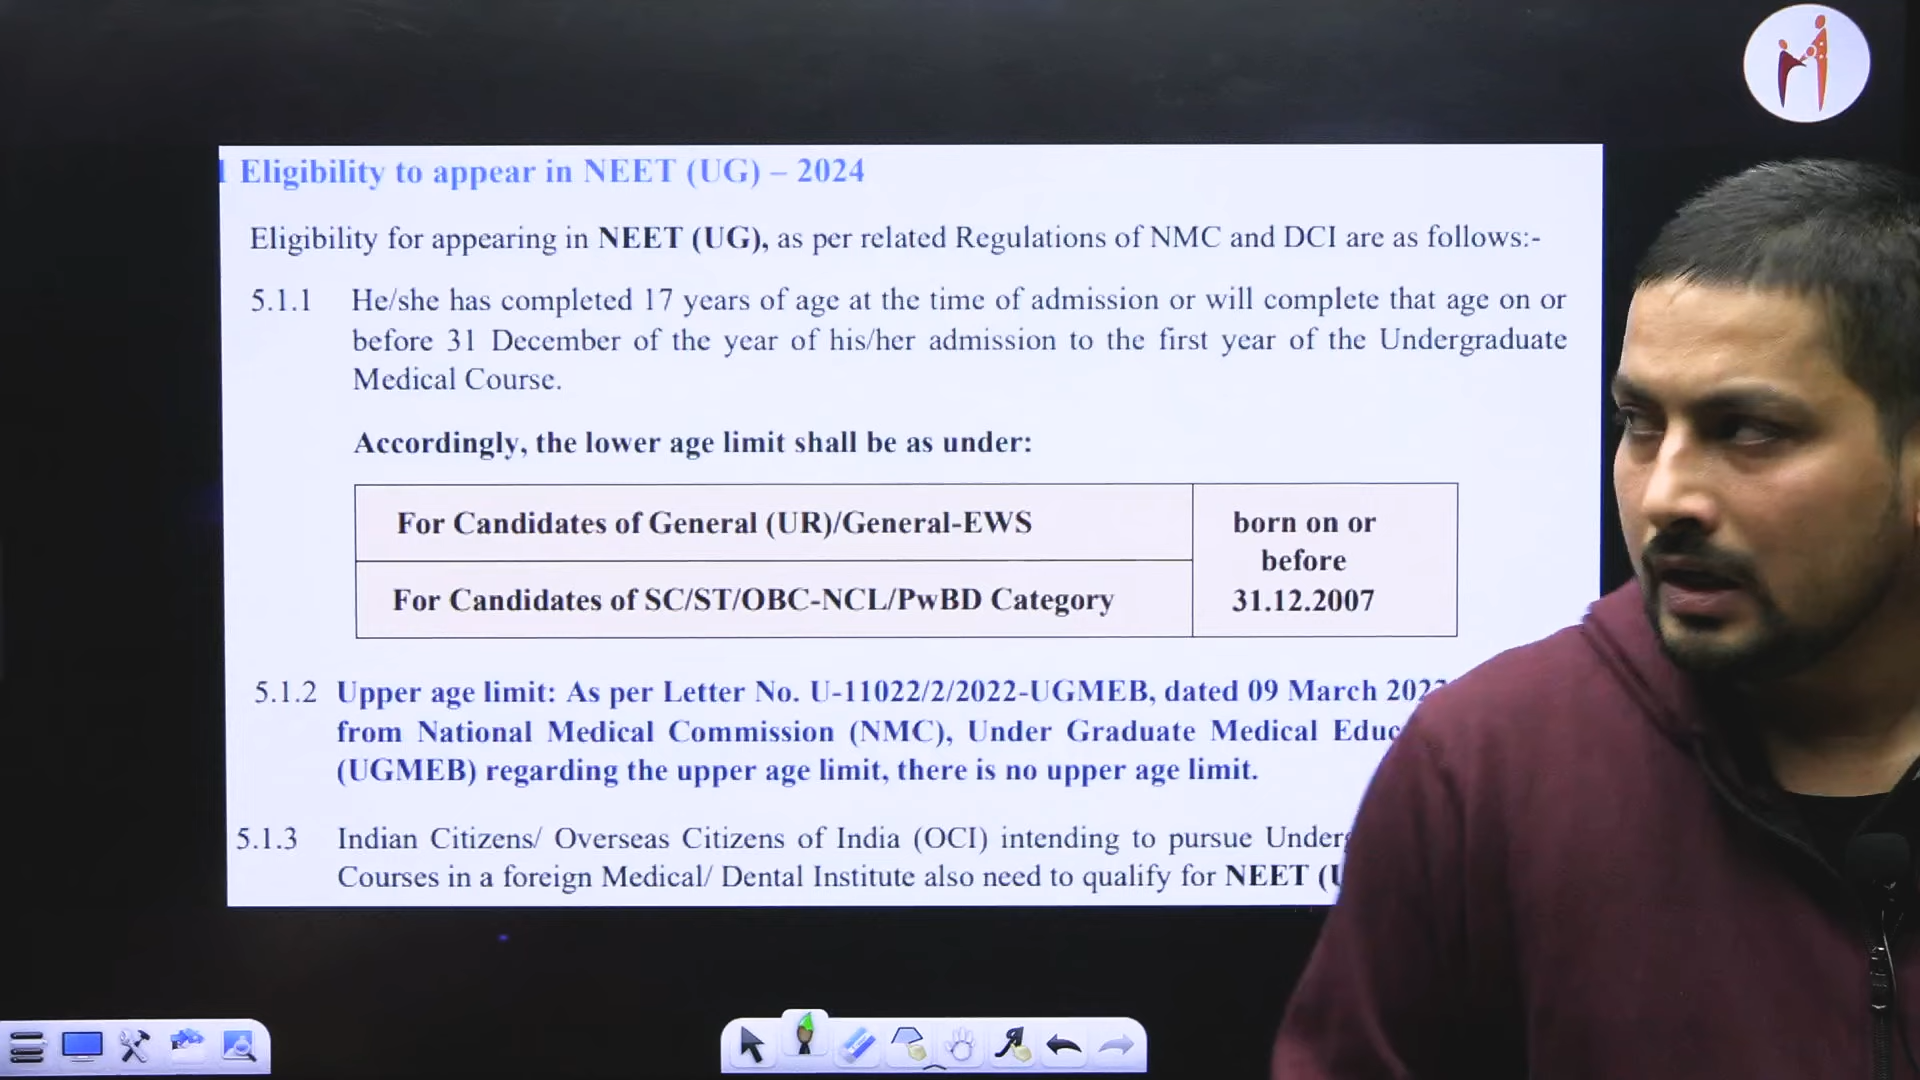 Eligibility to appear in NEET (UG) – 2024
Eligibility for appearing in NEET (UG), as per related Regulations of NMC and DCI are as follows:-
5.1.1 He/she has completed 17 years of age at the time of admission or will complete that age on or
before 31 December of the year of his/her admission to the first year of the Undergraduate
Medical Course.
Accordingly, the lower age limit shall be as under:
For Candidates of General (UR)/General-EWS
For Candidates of SC/ST/OBC-NCL/PwBD Category
born on or
before
31.12.2007
5.1.2 Upper age limit: As per Letter No. U-11022/2/2022-UGMEB, dated 09 March
from National Medical Commission (NMC), Under Graduate Medical
(UGMEB) regarding the upper age limit, there is no upper age limit.
5.1.3 Indian Citizens/ Overseas Citizens of India (OCI) intending to pursue
Courses in a foreign Medical/ Dental Institute also need to qualify for NEET